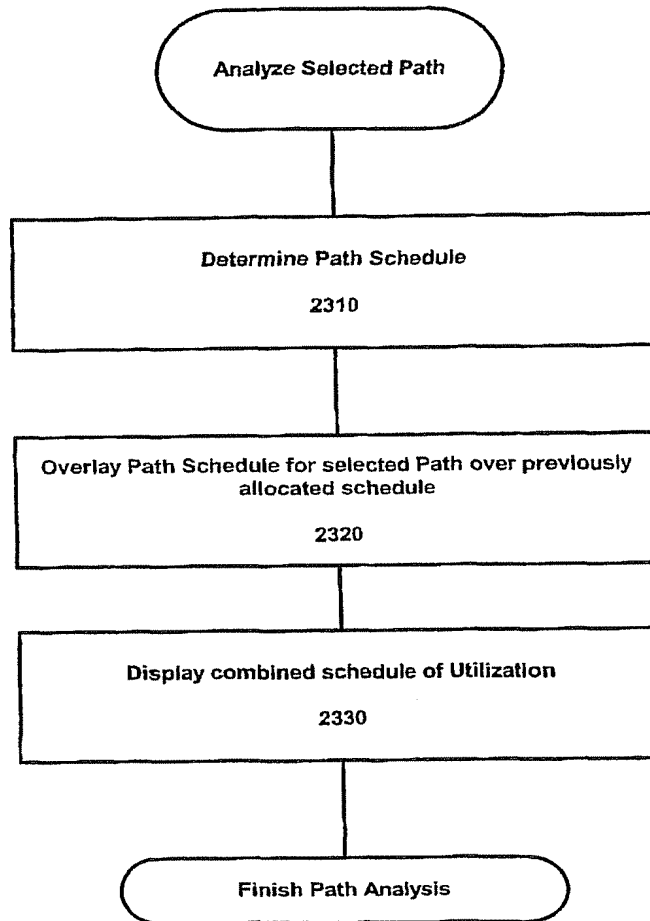 Analyze Selected Path
Determine Path Schedule
2310
Overlay Path Schedule for selected Path over previously
allocated schedule
2320
Display combined schedule of Utilization
2330
Finish Path Analysis